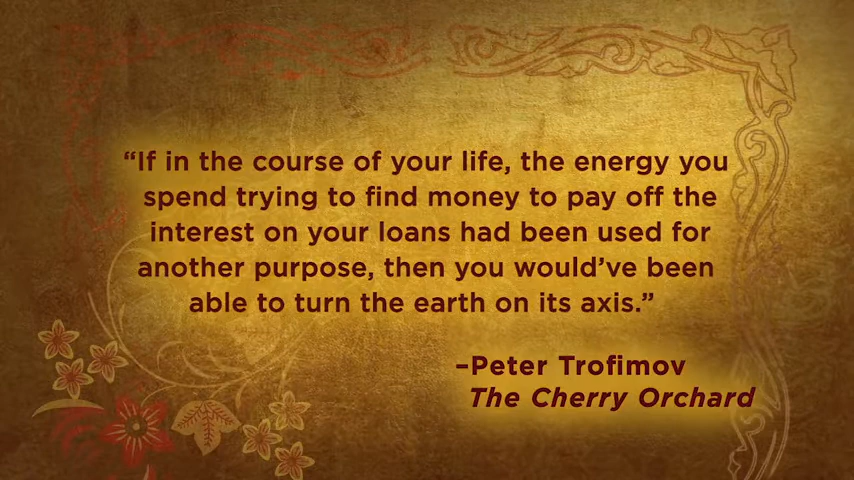 “If in the course of your life, the energy you
spend trying to find money to pay off the
interest on your loans had been used for
another purpose, then you would’ve been
able to turn the earth on its axis.”
–Peter Trofimov
The Cherry Orchard